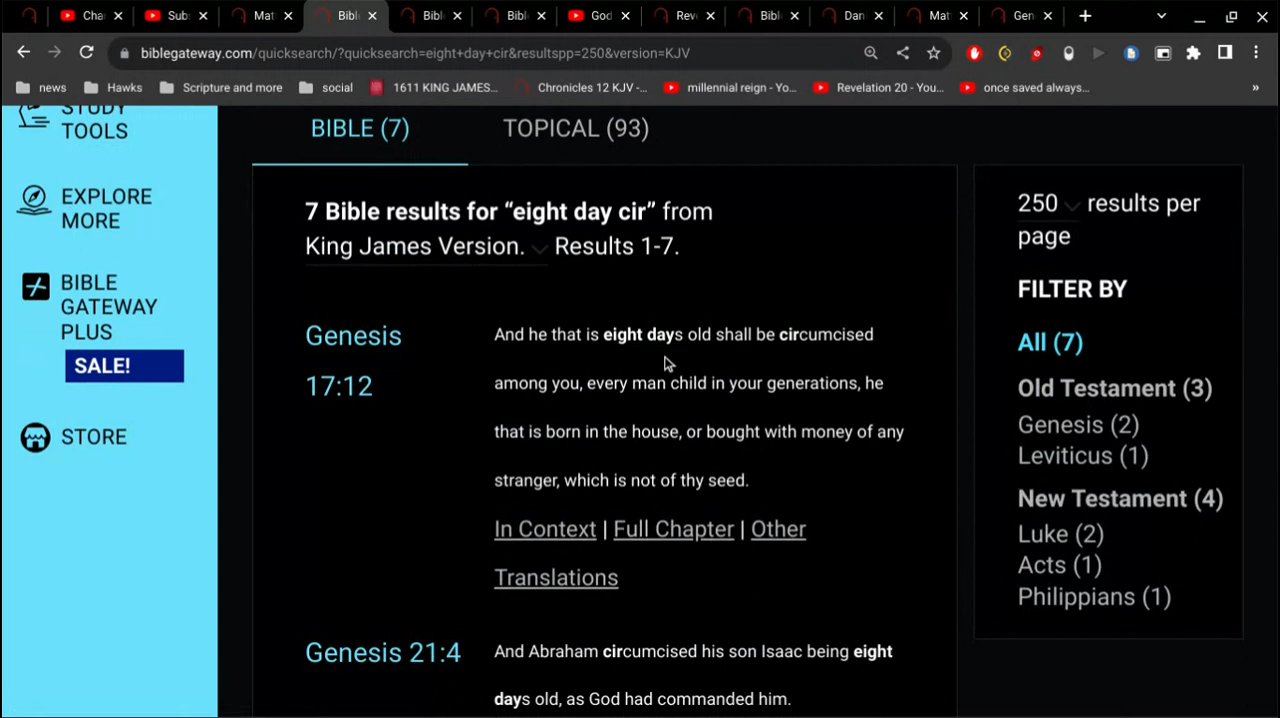 Cha
Sub
Mat
Bibl
Bibl
Bibl
God
Rev
Bibl
Dan
Mat
Gen
biblegateway.com/quicksearch/?quicksearch=eight+day+cir&resultspp=250&version=KJV
news
Hawks
Scripture and more
social
1611 KING JAMES...
Chronicles 12 KJV -...
millennial reign - Yo...
Revelation 20 - You...
once saved always...
»
STUDY
TOOLS
EXPLORE
MORE
BIBLE
GATEWAY
PLUS
SALE!
STORE
BIBLE (7)
TOPICAL (93)
7 Bible results for “eight day cir” from
King James Version. Results 1-7.
Genesis
17:12
And he that is eight days old shall be circumcised
among you, every man child in your generations, he
that is born in the house, or bought with money of any
stranger, which is not of thy seed.
In Context | Full Chapter | Other
Translations
Genesis 21:4
And Abraham circumcised his son Isaac being eight
days old, as God had commanded him.
250 results per
page
FILTER BY
All (7)
Old Testament (3)
Genesis (2)
Leviticus (1)
New Testament (4)
Luke (2)
Acts (1)
Philippians (1)